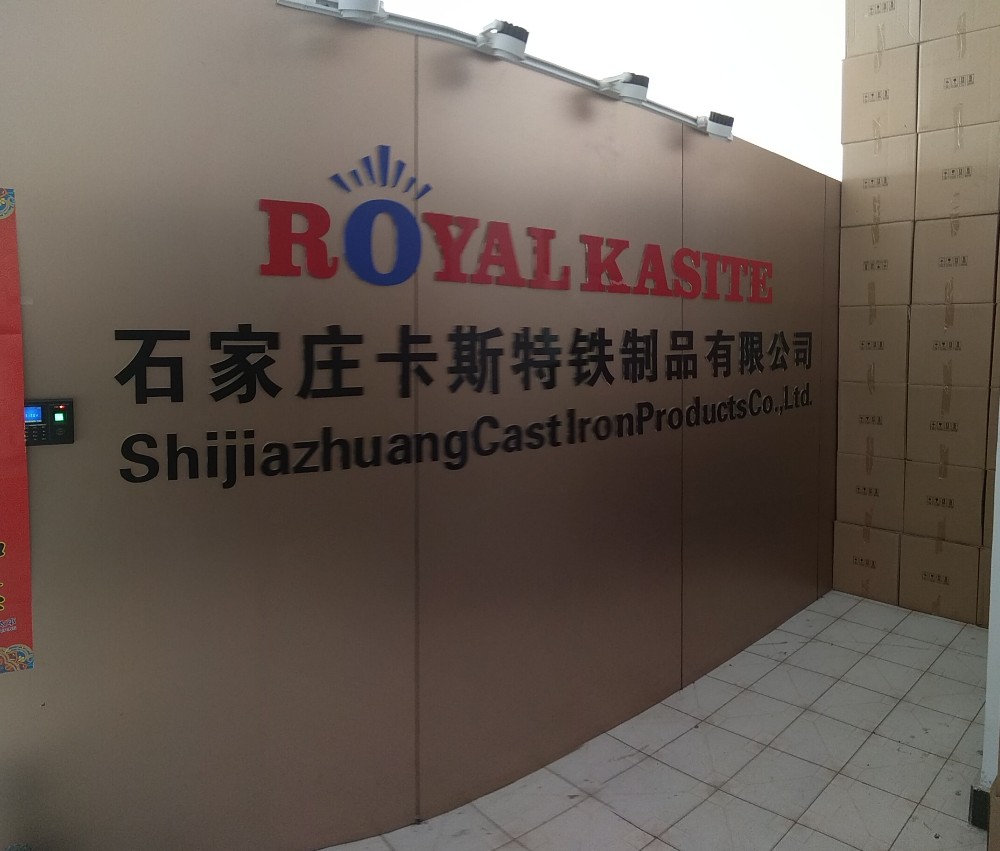 ROYAL KASITE
石家庄卡斯特铁制品有限公司
ShijiazhuangCastIronProductsCo.,Ltd.